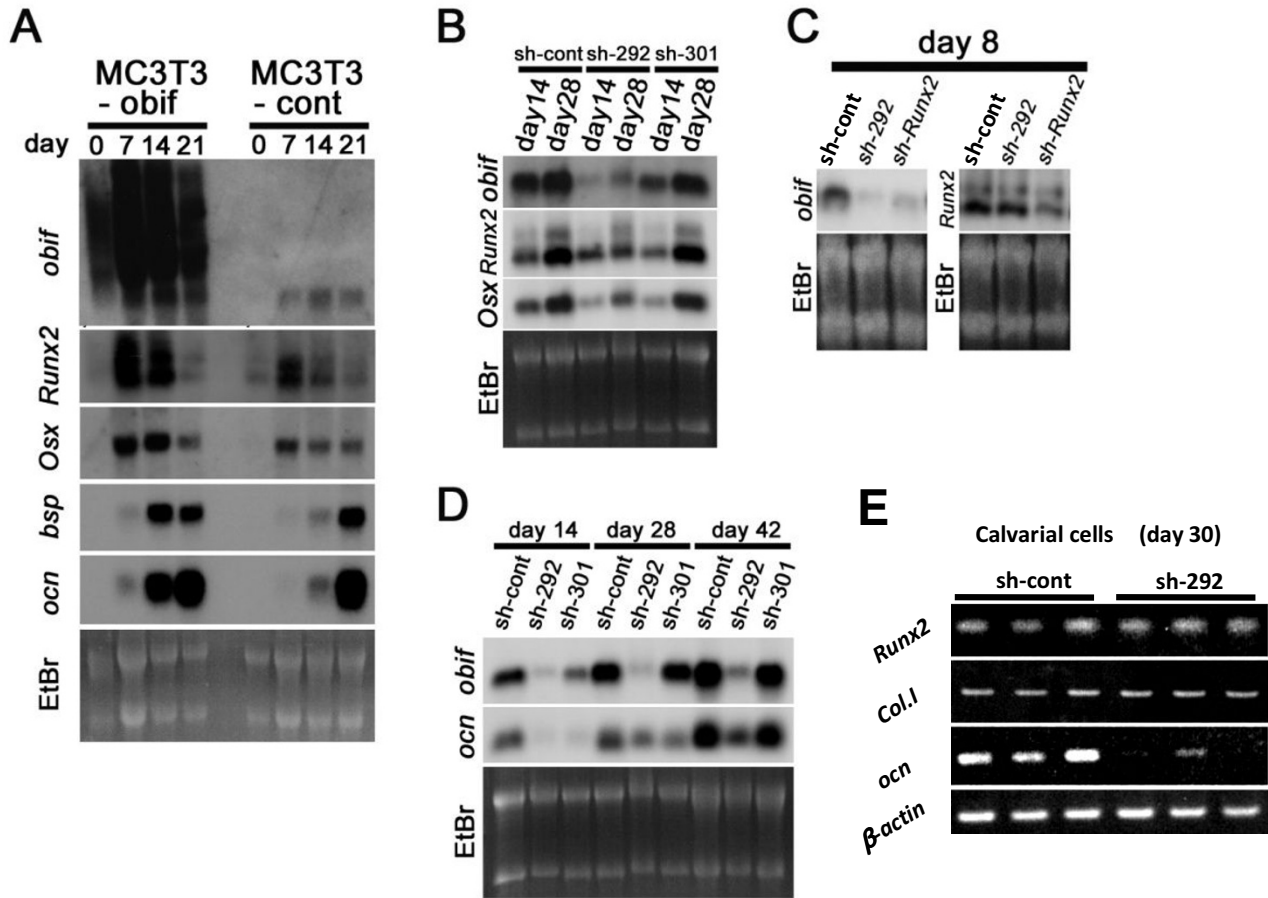 A
MC3T3 MC3T3
- obif - cont
day 0 7 14 21 0 7 14 21
obif
Runx2
Osx
bsp
ocn
EtBr
B
sh-cont sh-292 sh-301
day14 day28 day14 day28 day14 day28
obif
Runx2
Osx
EtBr
C
day 8
sh-cont sh-292 sh-Runx2 sh-cont sh-292 sh-Runx2
obif Runx2
EtBr EtBr
D
day 14 day 28 day 42
sh-cont sh-292 sh-301 sh-cont sh-292 sh-301 sh-cont sh-292 sh-301
obif
ocn
EtBr
E
Calvarial cells (day 30)
sh-cont sh-292
Runx2
Col.I
ocn
β-actin